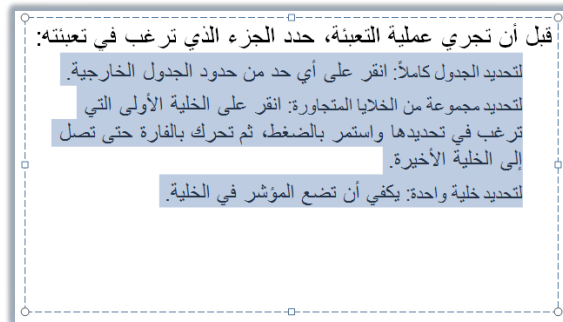 قبل أن تجري عملية التعبئة، حدد الجزء الذي ترغب في تعبئته:
لتحديد الجدول كاملاً: انقر على أي حد من حدود الجدول الخارجية.
لتحديد مجموعة من الخلايا المتجاورة: انقر على الخلية الأولى التي
ترغب في تحديدها واستمر بالضغط، ثم تحرك بالفارة حتى تصل
إلى الخلية الأخيرة.
لتحديد خلية واحدة: يكفي أن تضع المؤشر في الخلية.